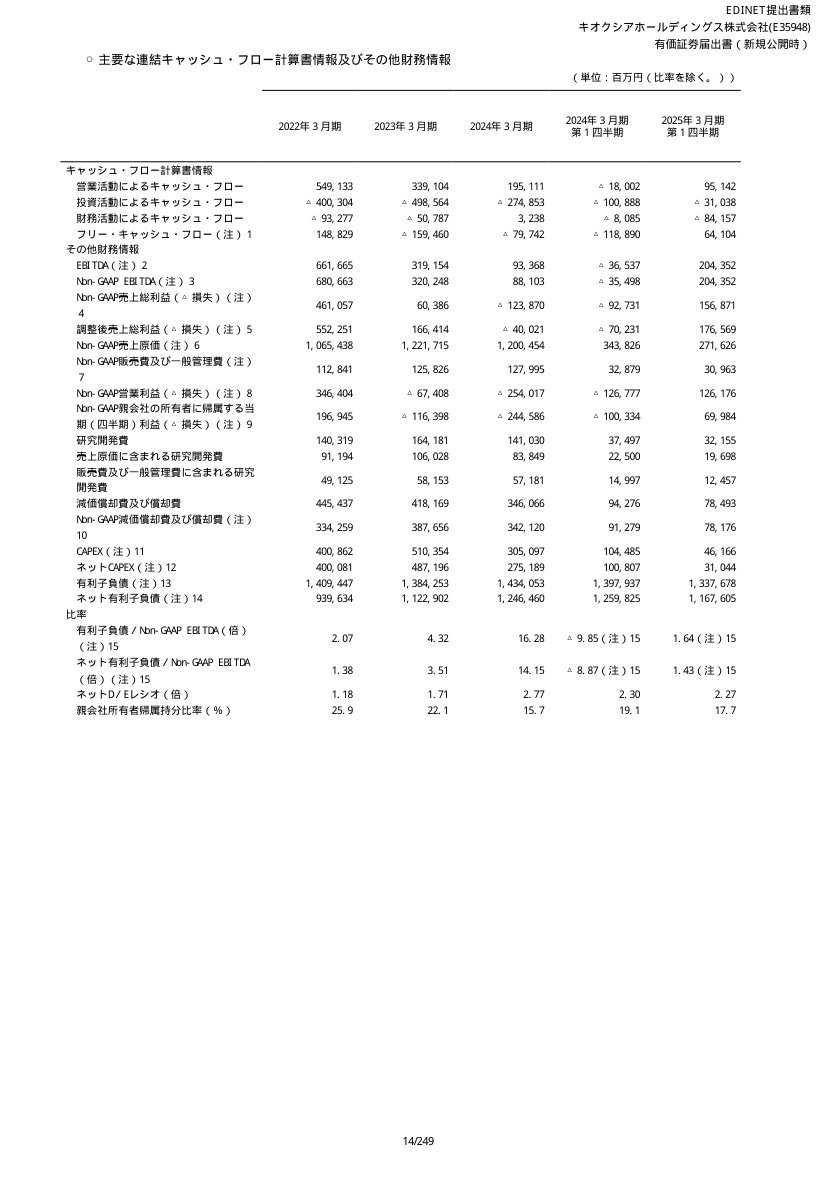 EDINET提出書類
キオクシアホールディングス株式会社(E35948)
有価証券届出書（新規公開時）
○ 主要な連結キャッシュ・フロー計算書情報及びその他財務情報
（単位：百万円（比率を除く。））
2022年３月期 2023年３月期 2024年３月期 2024年３月期 第１四半期 2025年３月期 第１四半期
キャッシュ・フロー計算書情報
営業活動によるキャッシュ・フロー 549,133 339,104 195,111 △18,002 95,142
投資活動によるキャッシュ・フロー △400,304 △498,564 △274,853 △100,888 △31,038
財務活動によるキャッシュ・フロー △93,277 △50,787 3,238 △8,085 △84,157
フリー・キャッシュ・フロー（注）1 148,829 △159,460 △79,742 △118,890 64,104
その他財務情報
EBITDA（注）2 661,665 319,154 93,368 △36,537 204,352
Non-GAAP EBITDA（注）3 680,663 320,248 88,103 △35,498 204,352
Non-GAAP売上総利益（△損失）（注）
4 461,057 60,386 △123,870 △92,731 156,871
調整後売上総利益（△損失）（注）5 552,251 166,414 △40,021 △70,231 176,569
Non-GAAP売上原価（注）6 1,065,438 1,221,715 1,200,454 343,826 271,626
Non-GAAP販売費及び一般管理費（注）
7 112,841 125,826 127,995 32,879 30,963
Non-GAAP営業利益（△損失）（注）8 346,404 △67,408 △254,017 △126,777 126,176
Non-GAAP親会社の所有者に帰属する当
期（四半期）利益（△損失）（注）9 196,945 △116,398 △244,586 △100,334 69,984
研究開発費 140,319 164,181 141,030 37,497 32,155
売上原価に含まれる研究開発費 91,194 106,028 83,849 22,500 19,698
販売費及び一般管理費に含まれる研究
開発費 49,125 58,153 57,181 14,997 12,457
減価償却費及び償却費 445,437 418,169 346,066 94,276 78,493
Non-GAAP減価償却費及び償却費（注）
10 334,259 387,656 342,120 91,279 78,176
CAPEX（注）11 400,862 510,354 305,097 104,485 46,166
ネットCAPEX（注）12 400,081 487,196 275,189 100,807 31,044
有利子負債（注）13 1,409,447 1,384,253 1,434,053 1,397,937 1,337,678
ネット有利子負債（注）14 939,634 1,122,902 1,246,460 1,259,825 1,167,605
比率
有利子負債／Non-GAAP EBITDA（倍）
（注）15 2.07 4.32 16.28 △9.85（注）15 1.64（注）15
ネット有利子負債／Non-GAAP EBITDA
（倍）（注）15 1.38 3.51 14.15 △8.87（注）15 1.43（注）15
ネットD/Eレシオ（倍） 1.18 1.71 2.77 2.30 2.27
親会社所有者帰属持分比率（％） 25.9 22.1 15.7 19.1 17.7
14/249